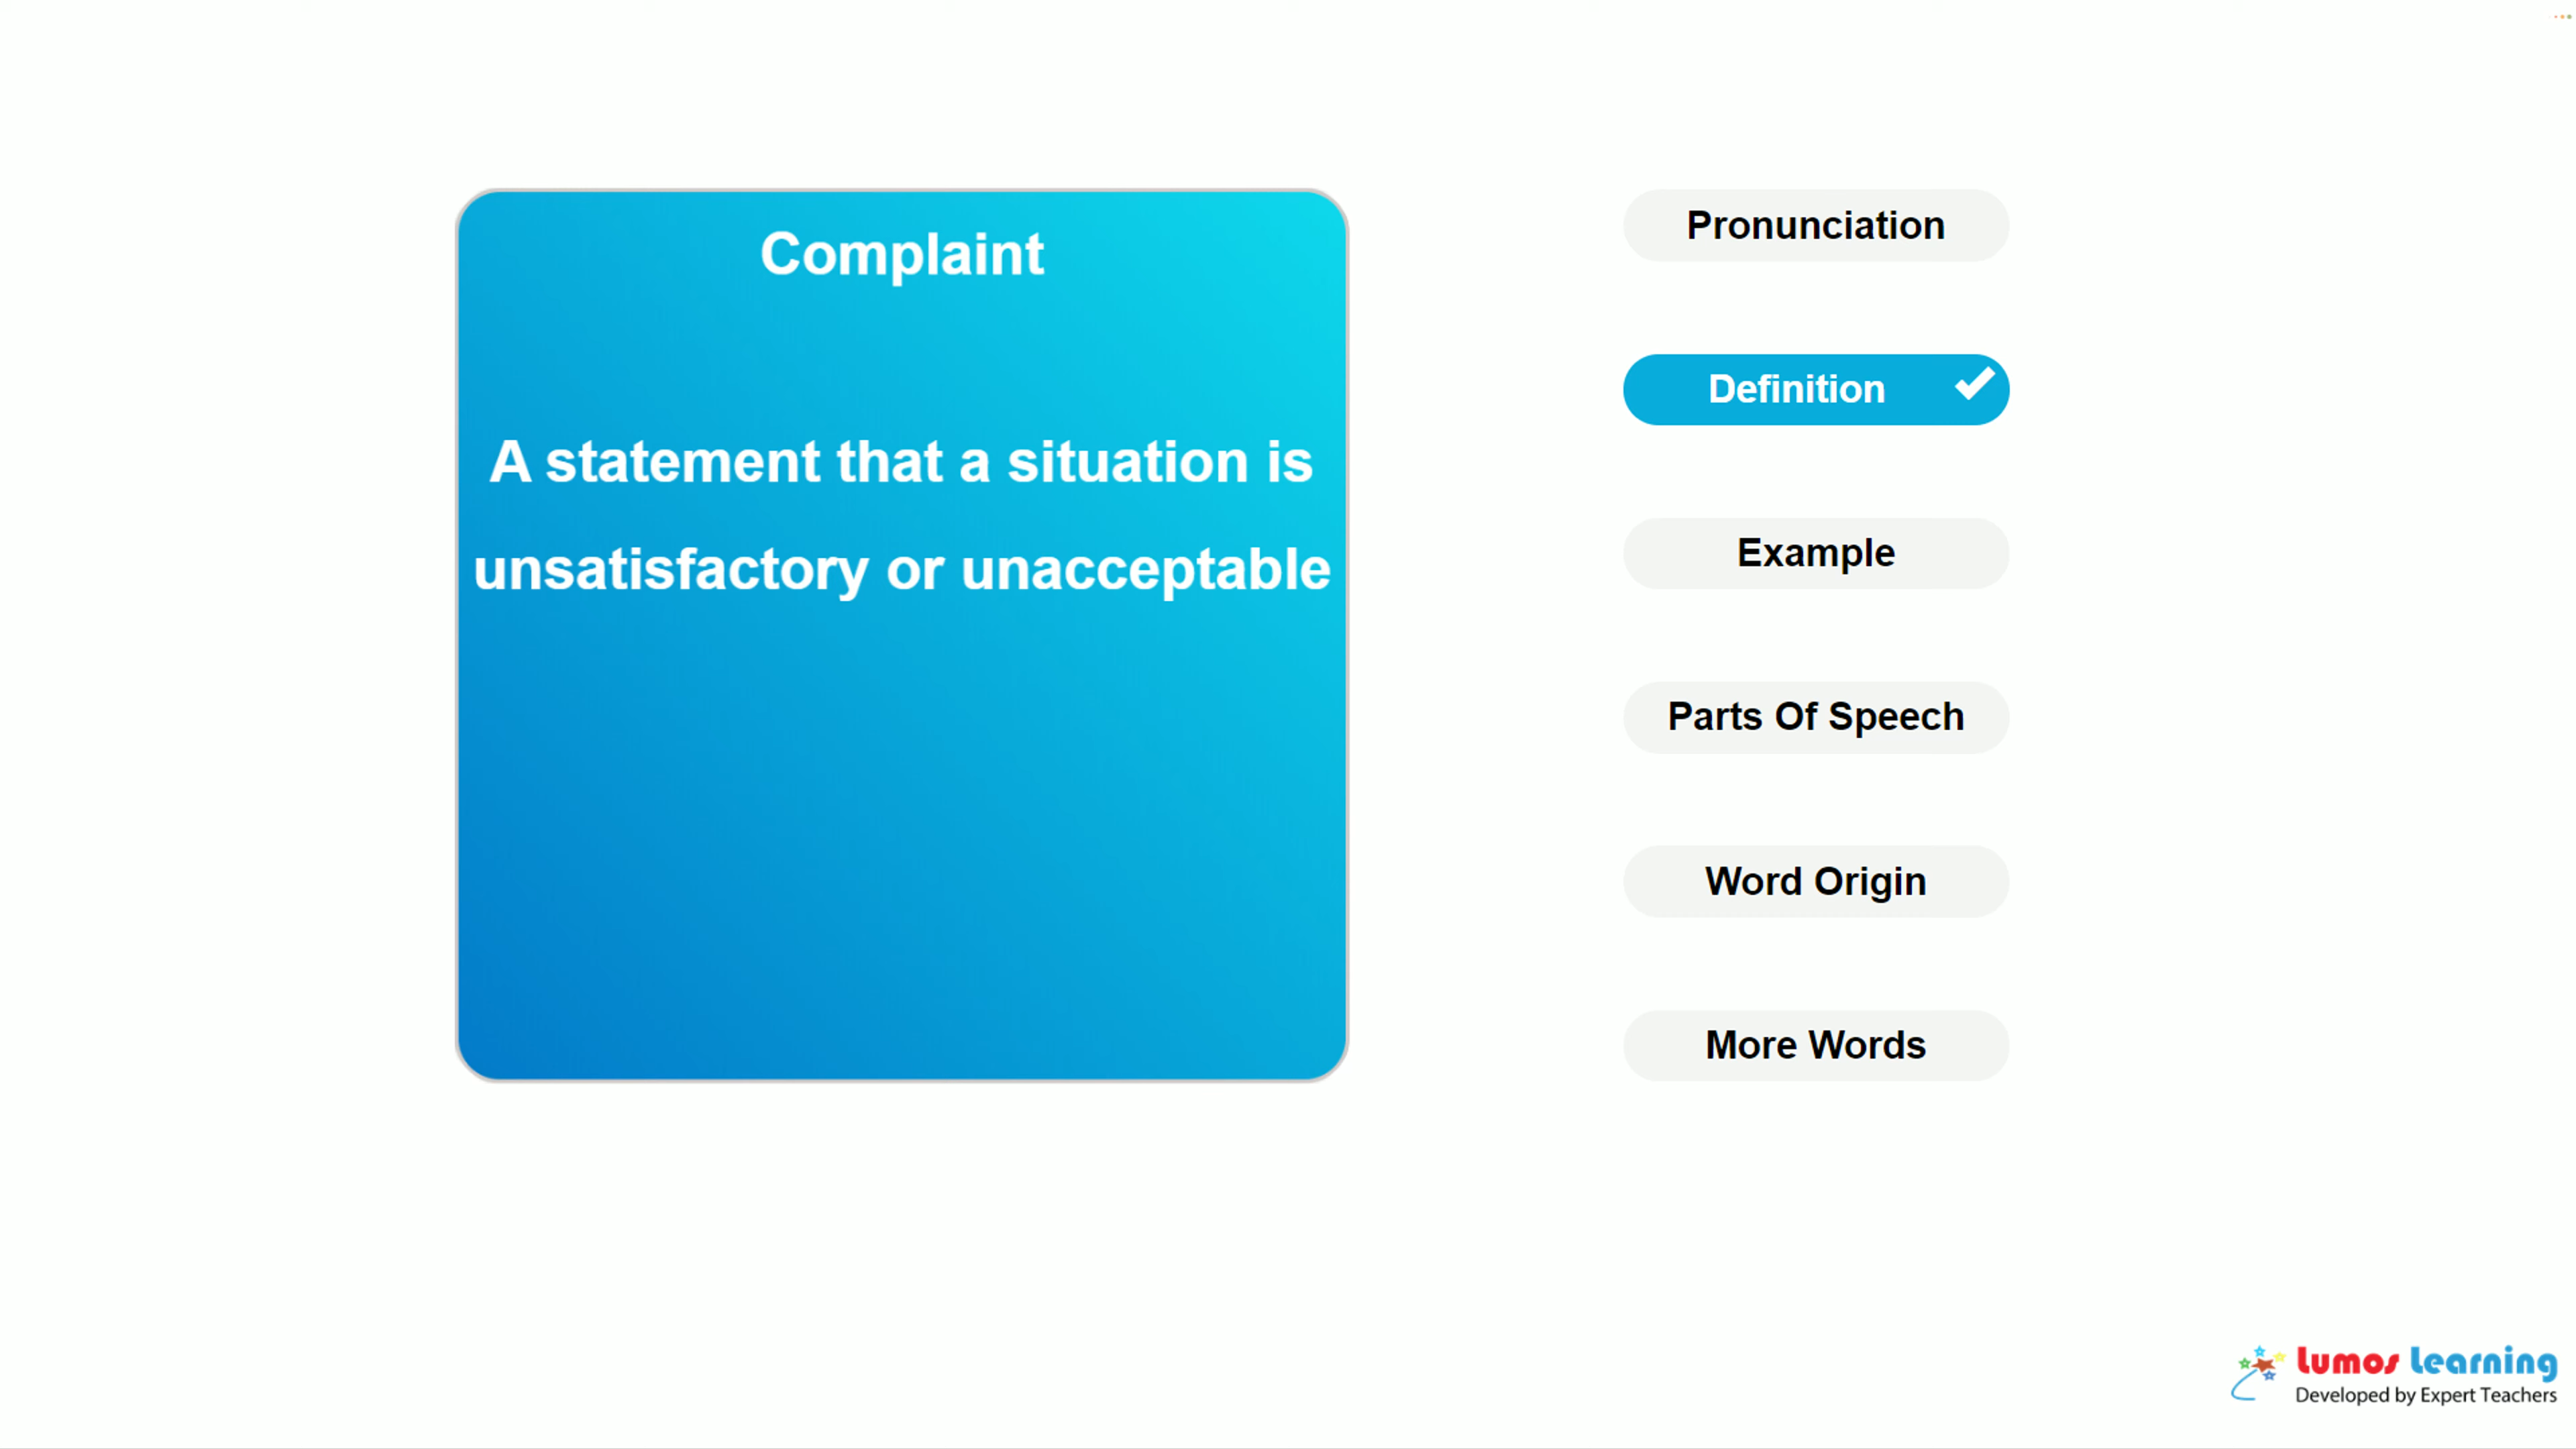 Complaint
A statement that a situation is
unsatisfactory or unacceptable
Pronunciation
Definition
Example
Parts Of Speech
Word Origin
More Words
Lumos Learning
Developed by Expert Teachers